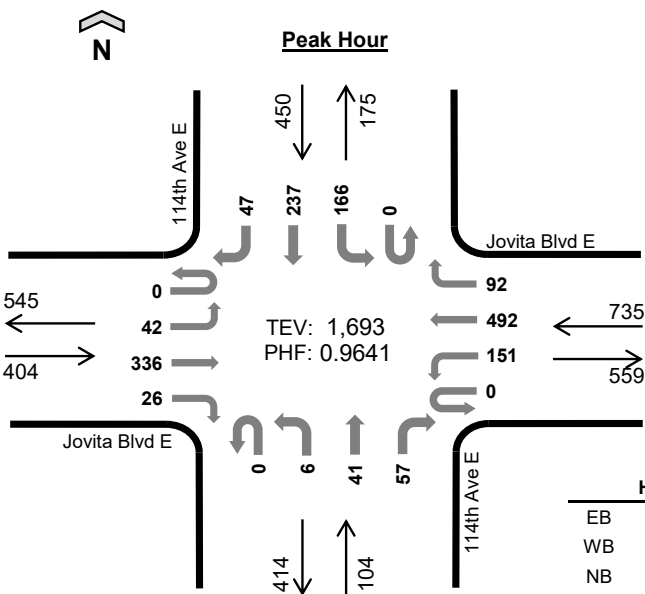 N
Peak Hour
450
175
114th Ave E
47
237
166
0
Jovita Blvd E
0
92
545
42
492
735
TEV: 1,693
404
336
PHF: 0.9641
151
559
26
0
Jovita Blvd E
0
6
41
57
114th Ave E
H
EB
WB
NB
414
104